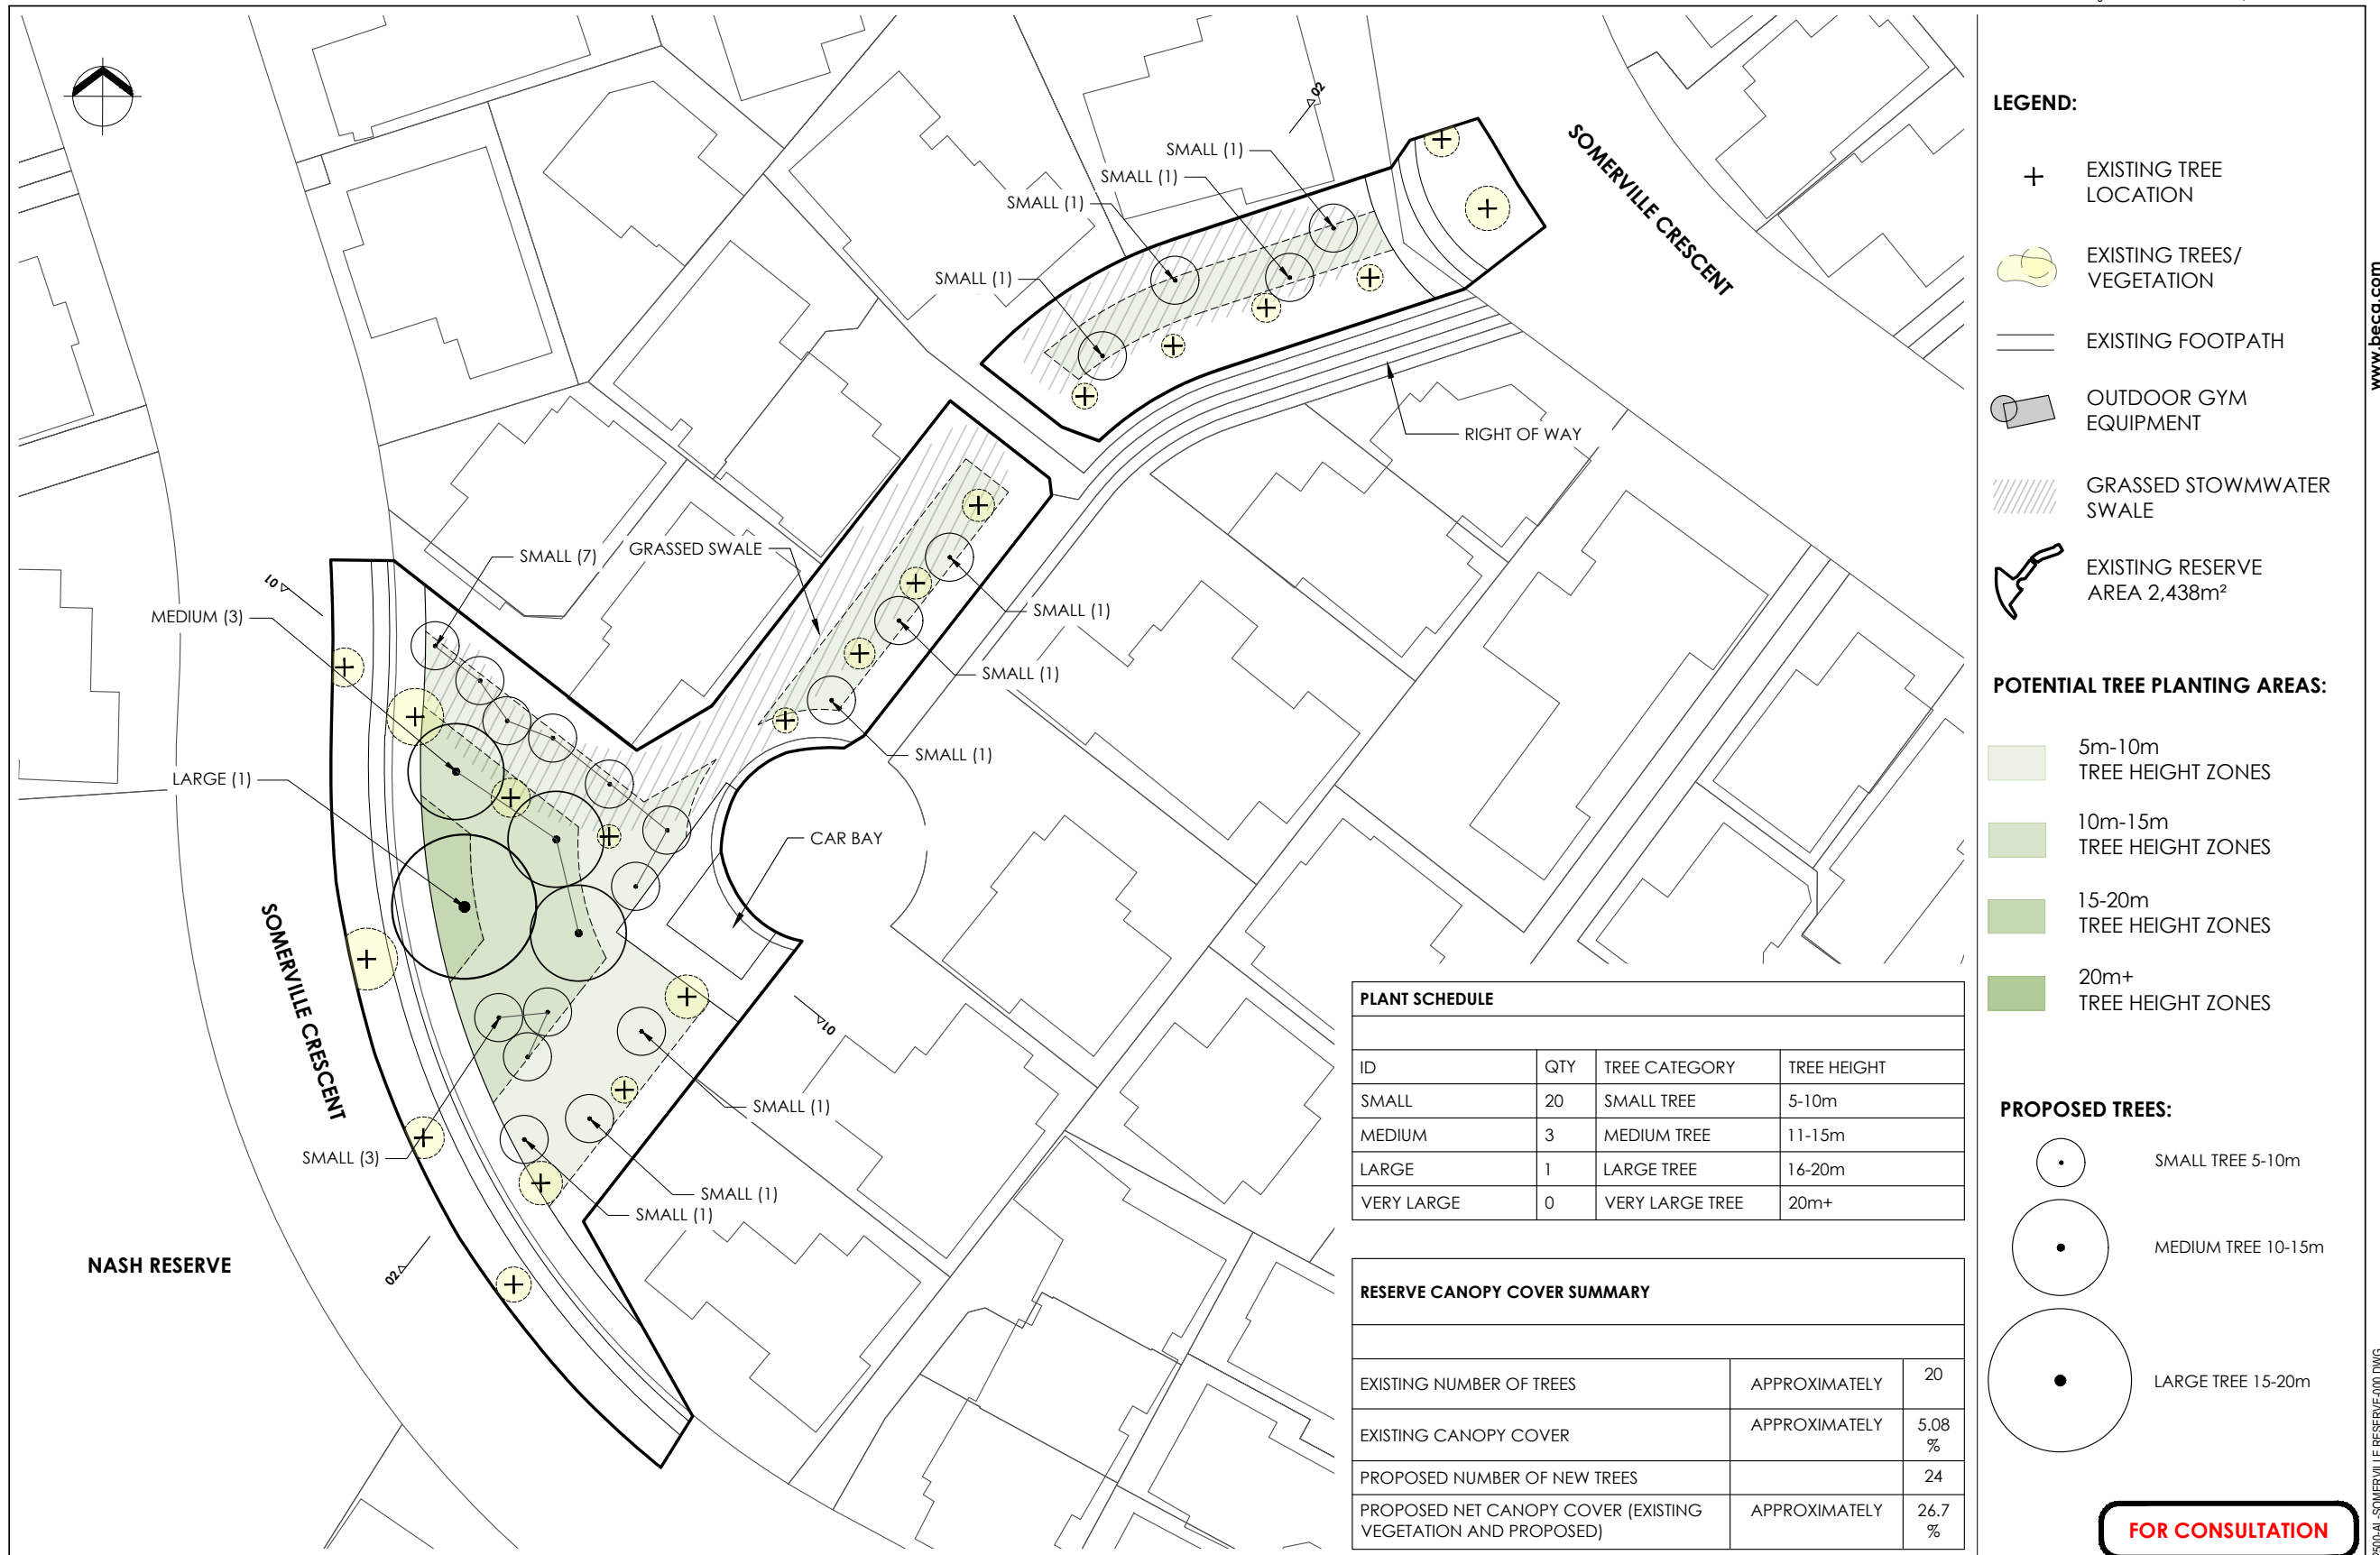 SMALL (1)
SMALL (1)
SMALL (1)
SMALL (1)
02
SOMERVILLE CRESCENT
RIGHT OF WAY
SMALL (7)
GRASSED SWALE
01
MEDIUM (3)
SMALL (1)
SMALL (1)
SMALL (1)
LARGE (1)
CAR BAY
SOMERVILLE CRESCENT
01
SMALL (1)
SMALL (3)
SMALL (1)
SMALL (1)
NASH RESERVE
02
PLANT SCHEDULE
ID QTY TREE CATEGORY TREE HEIGHT
SMALL 20 SMALL TREE 5-10m
MEDIUM 3 MEDIUM TREE 11-15m
LARGE 1 LARGE TREE 16-20m
VERY LARGE 0 VERY LARGE TREE 20m+
RESERVE CANOPY COVER SUMMARY
EXISTING NUMBER OF TREES APPROXIMATELY 20
EXISTING CANOPY COVER APPROXIMATELY 5.08
%
PROPOSED NUMBER OF NEW TREES 24
PROPOSED NET CANOPY COVER (EXISTING APPROXIMATELY 26.7
VEGETATION AND PROPOSED) %
LEGEND:
EXISTING TREE
LOCATION
EXISTING TREES/
VEGETATION
EXISTING FOOTPATH
OUTDOOR GYM
EQUIPMENT
GRASSED STOWMWATER
SWALE
EXISTING RESERVE
AREA 2,438m²
POTENTIAL TREE PLANTING AREAS:
5m-10m
TREE HEIGHT ZONES
10m-15m
TREE HEIGHT ZONES
15-20m
TREE HEIGHT ZONES
20m+
TREE HEIGHT ZONES
PROPOSED TREES:
SMALL TREE 5-10m
MEDIUM TREE 10-15m
LARGE TREE 15-20m
FOR CONSULTATION
www.beca.com